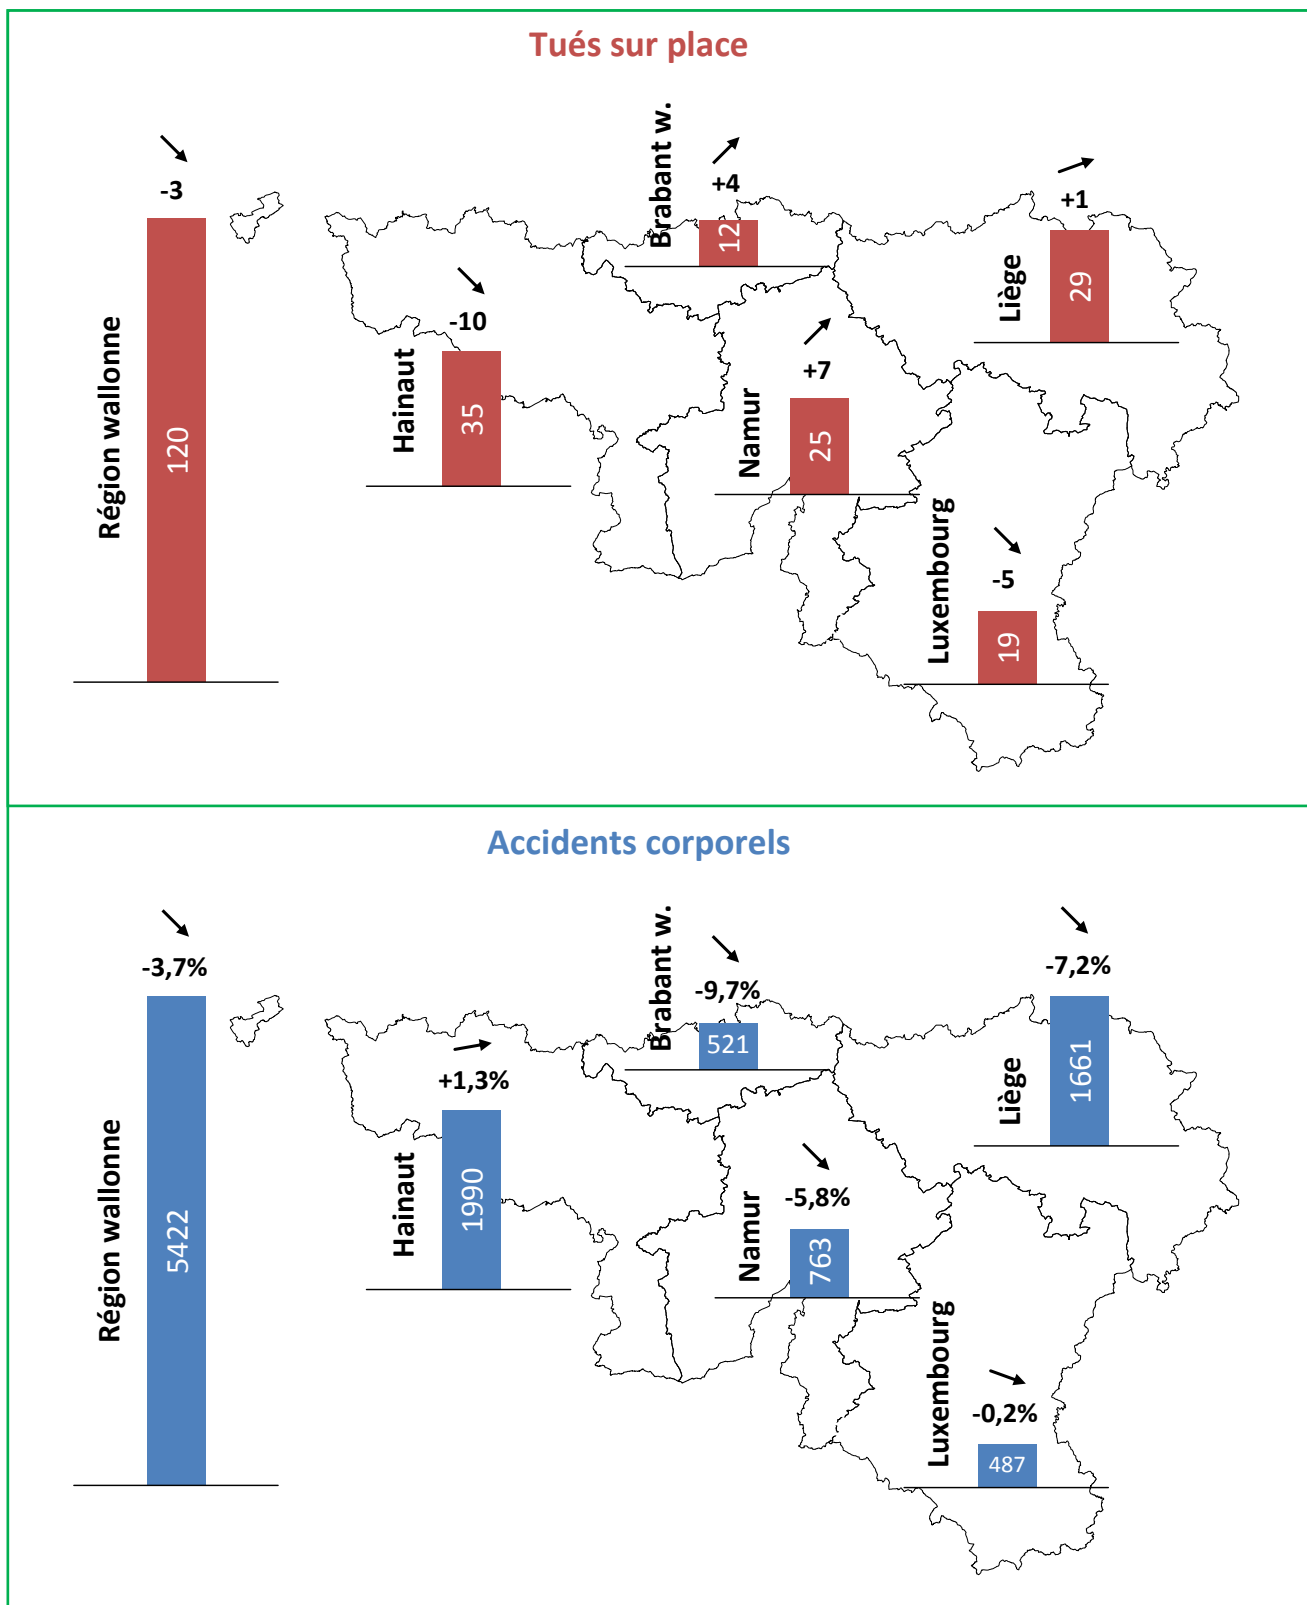 Tués sur place
Région wallonne
-3
120
Hainaut
-10
35
Brabant w.
+4
12
Namur
+7
25
Liège
+1
29
Luxembourg
-5
19
Accidents corporels
Région wallonne
-3,7%
5422
Hainaut
+1,3%
1990
Brabant w.
-9,7%
521
Namur
-5,8%
763
Liège
-7,2%
1661
Luxembourg
-0,2%
487